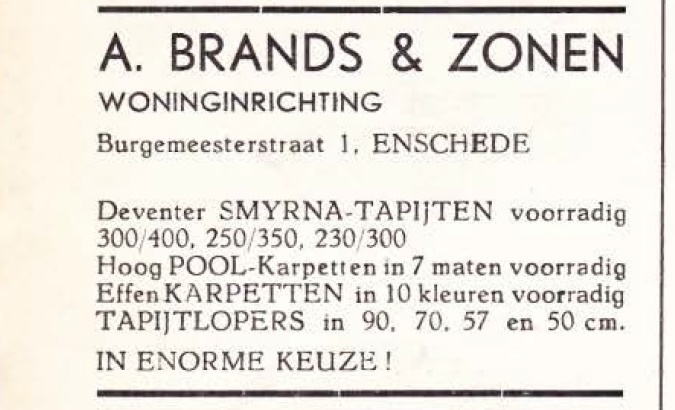 A. BRANDS & ZONEN
WONINGINRICHTING
Burgemeesterstraat 1, ENSCHEDE
Deventer SMYRNA-TAPIJTEN voorradig
300/400, 250/350, 230/300
Hoog POOL-Karpetten in 7 maten voorradig
Effen KARPETTEN in 10 kleuren voorradig
TAPIJTLOPERS in 90, 70, 57 en 50 cm.
IN ENORME KEUZE!